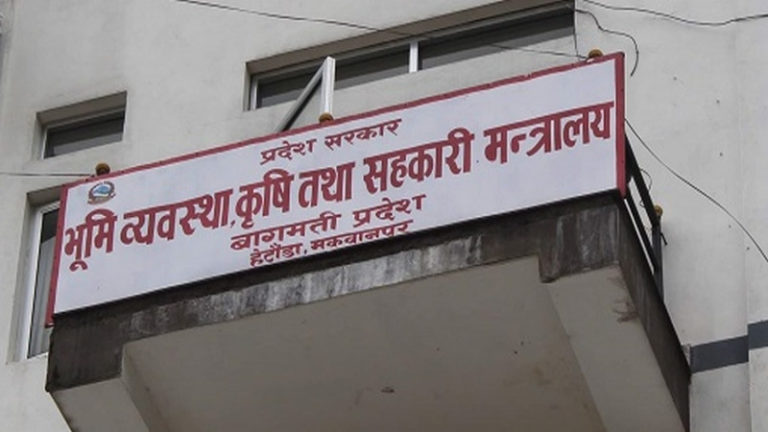 प्रदेश सरकार
भूमि व्यवस्था, कृषि तथा सहकारी मन्त्रालय
बागमती प्रदेश
हेटौंडा, मकवानपुर